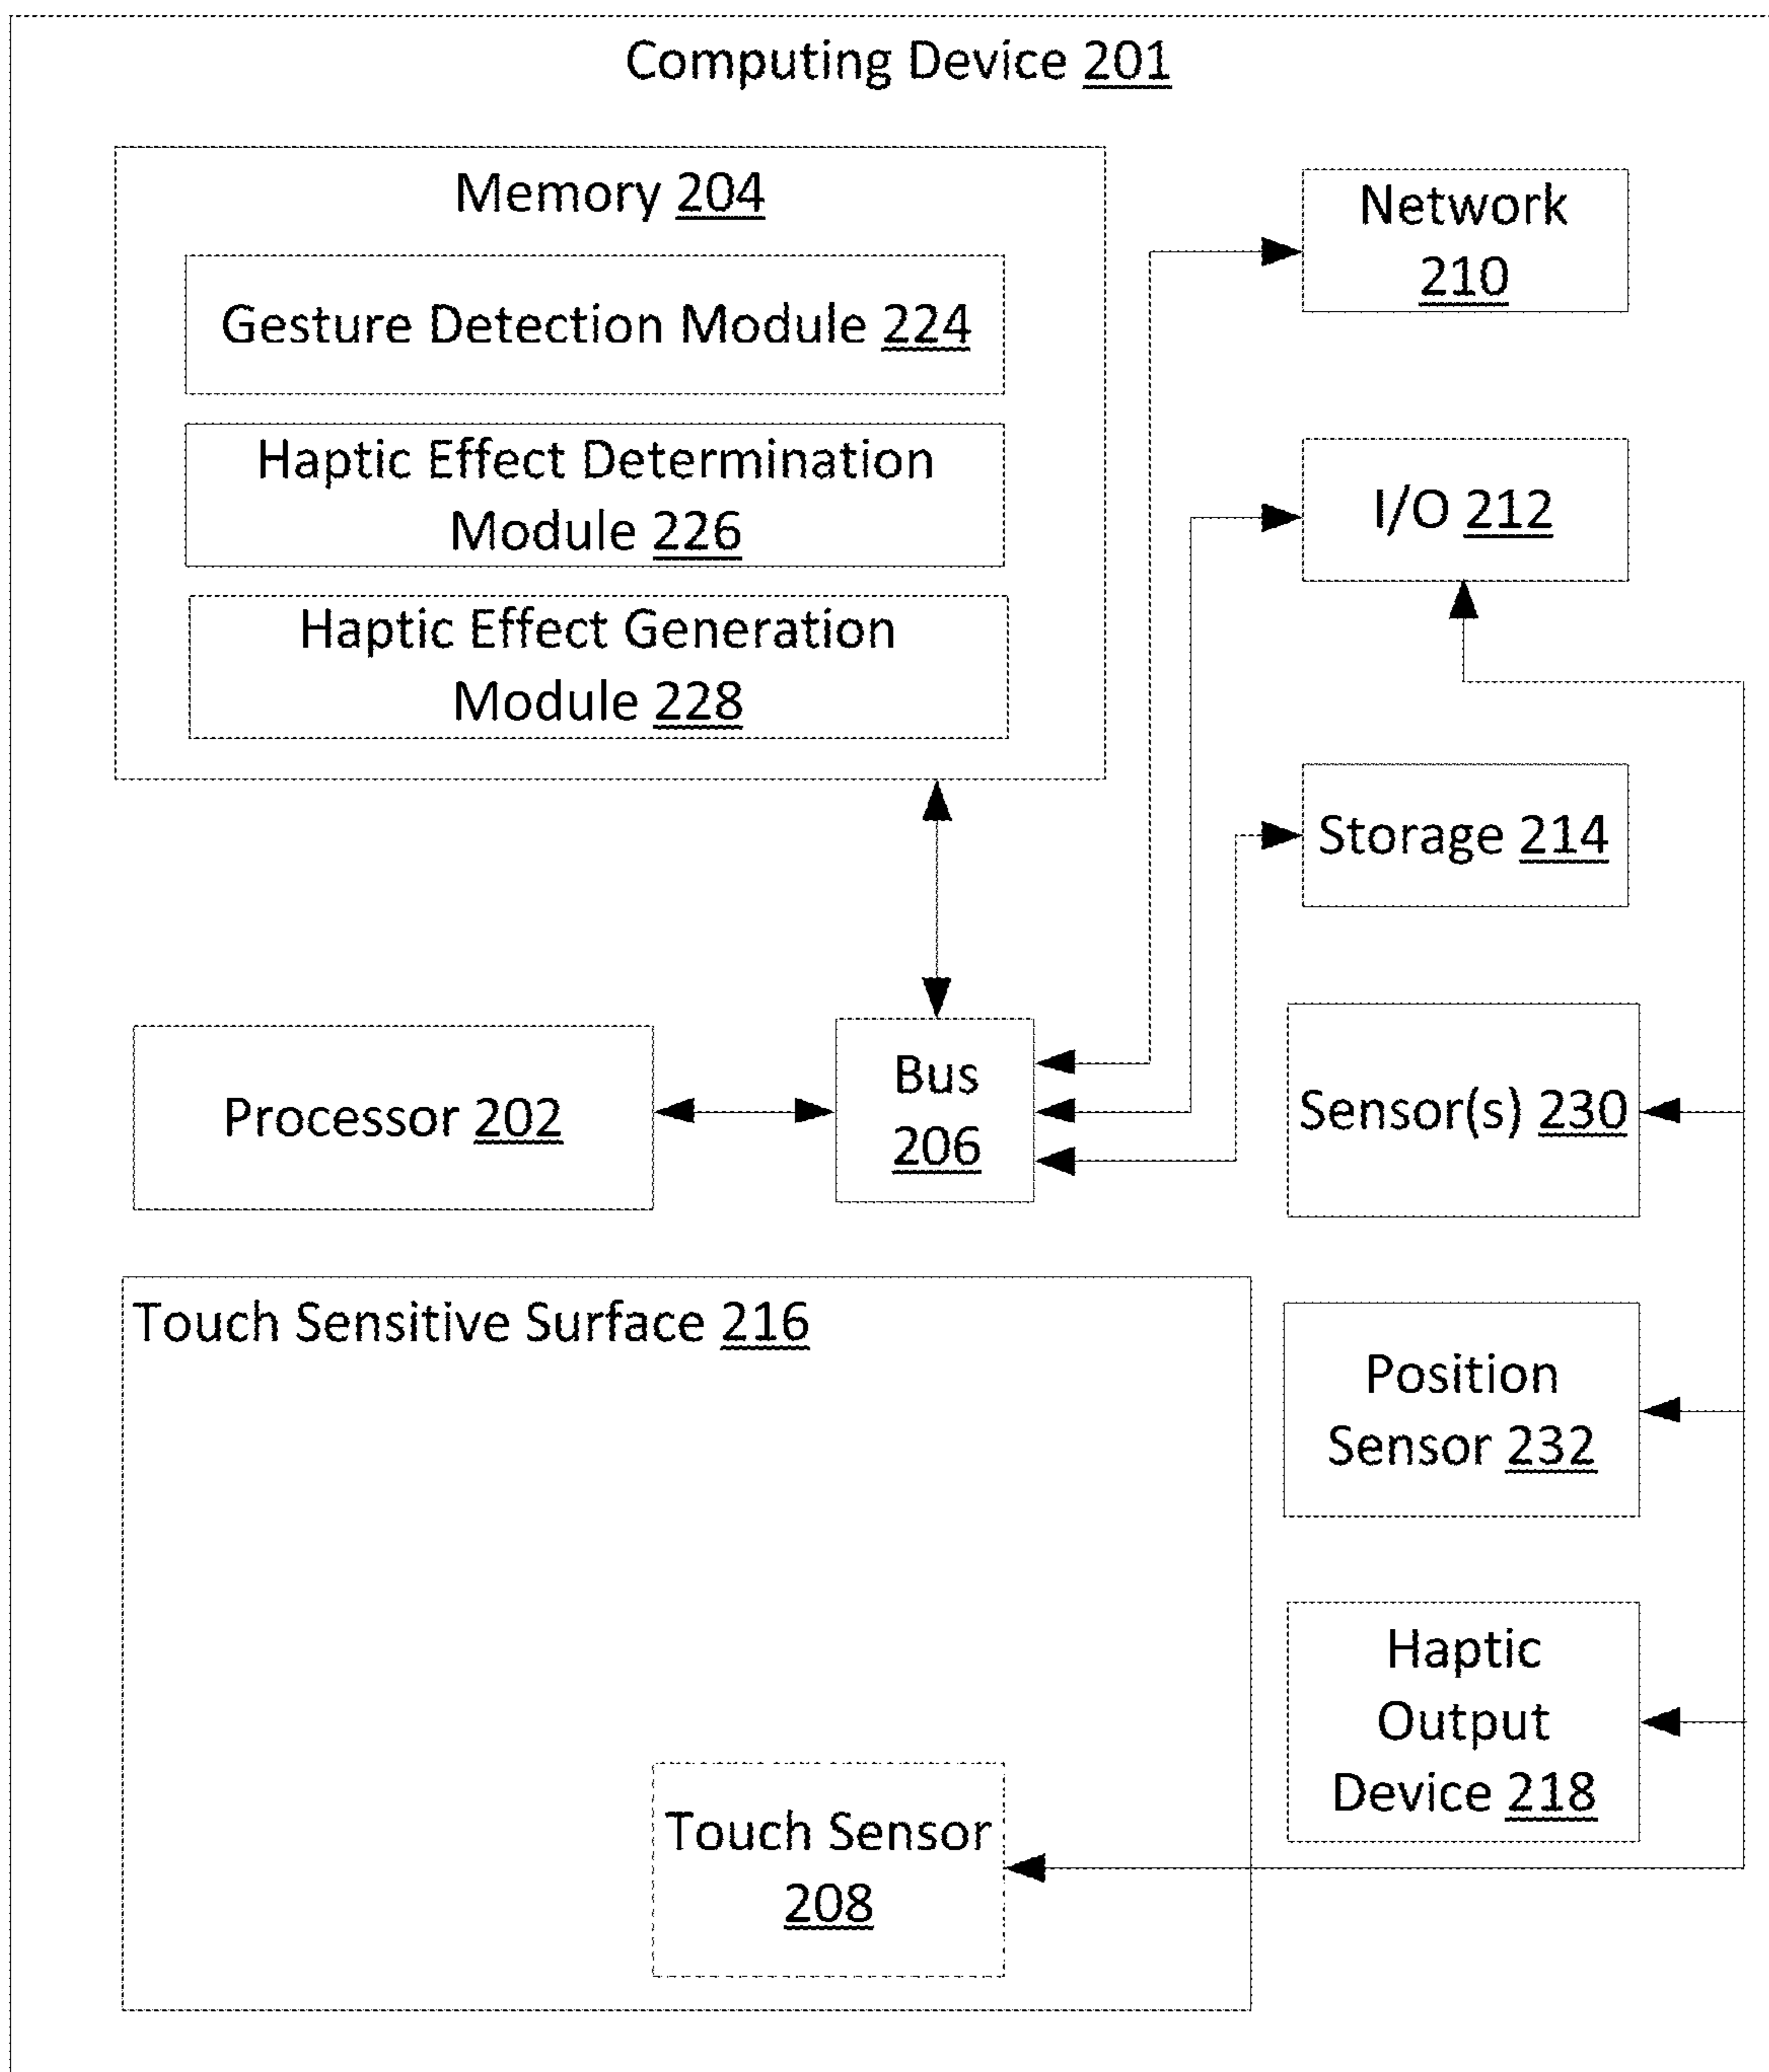 Computing Device 201
Memory 204
Gesture Detection Module 224
Haptic Effect Determination
Module 226
Haptic Effect Generation
Module 228
Network
210
I/O 212
Storage 214
Processor 202
Bus
206
Sensor(s) 230
Touch Sensitive Surface 216
Position
Sensor 232
Haptic
Output
Device 218
Touch Sensor
208